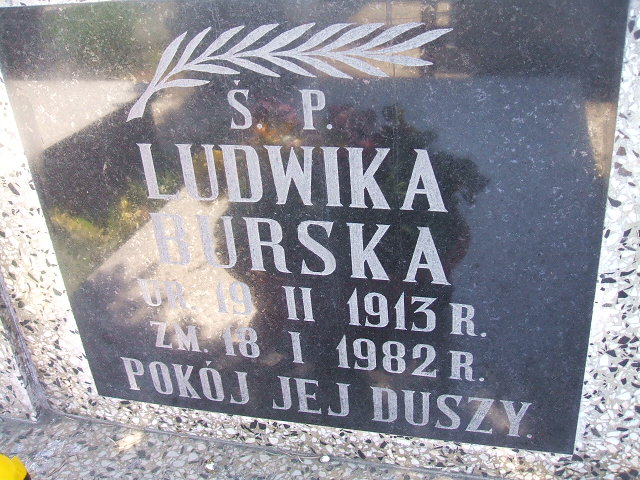 Ś. P.
LUDWIKA
BURSKA
UR. 19 II 1913 R.
ZM. 18 I 1982 R.
POKÓJ JEJ DUSZY.